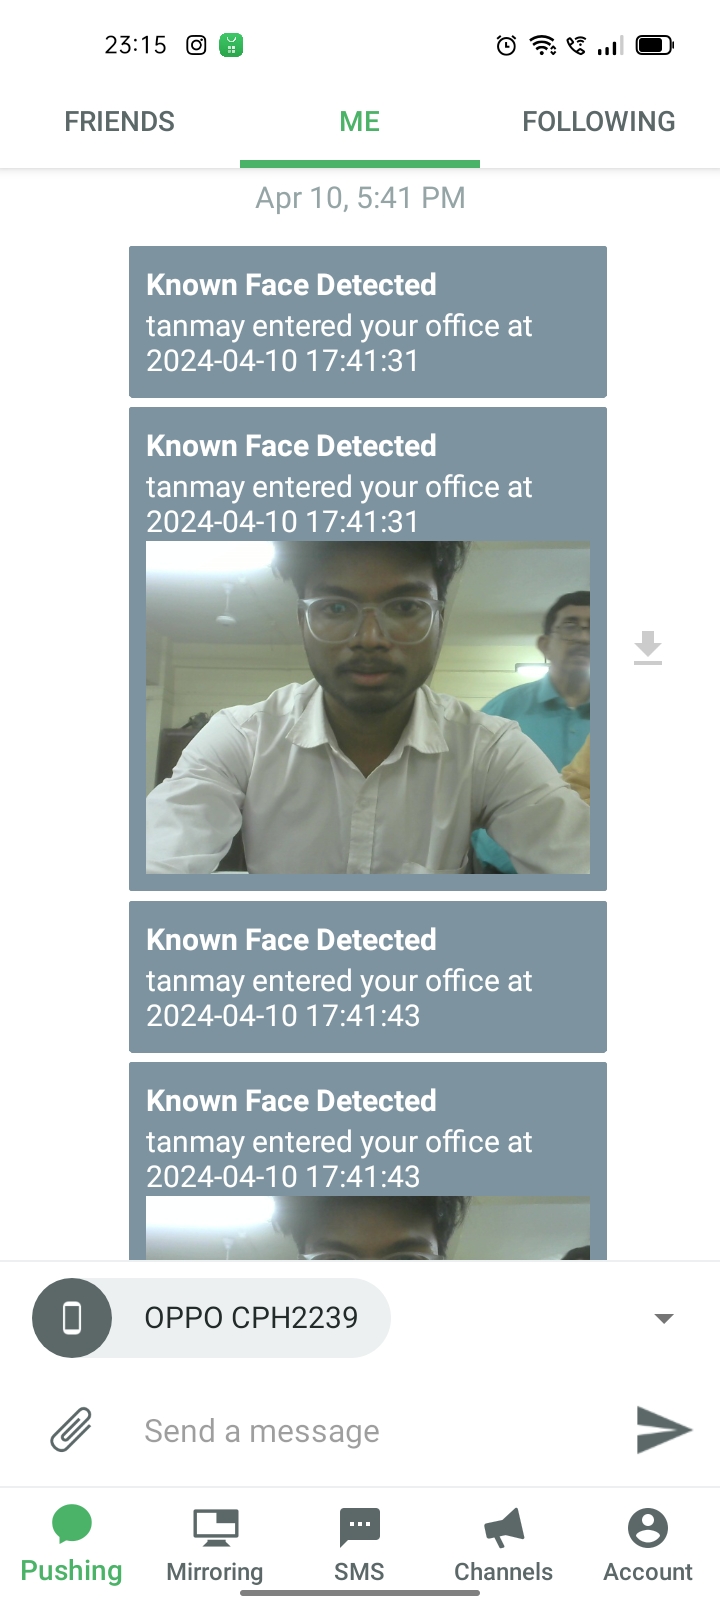 23:15
FRIENDS
ME
FOLLOWING
Apr 10, 5:41 PM
Known Face Detected
tanmay entered your office at
2024-04-10 17:41:31
Known Face Detected
tanmay entered your office at
2024-04-10 17:41:31
Known Face Detected
tanmay entered your office at
2024-04-10 17:41:43
Known Face Detected
tanmay entered your office at
2024-04-10 17:41:43
OPPO CPH2239
Send a message
Pushing
Mirroring
SMS
Channels
Account